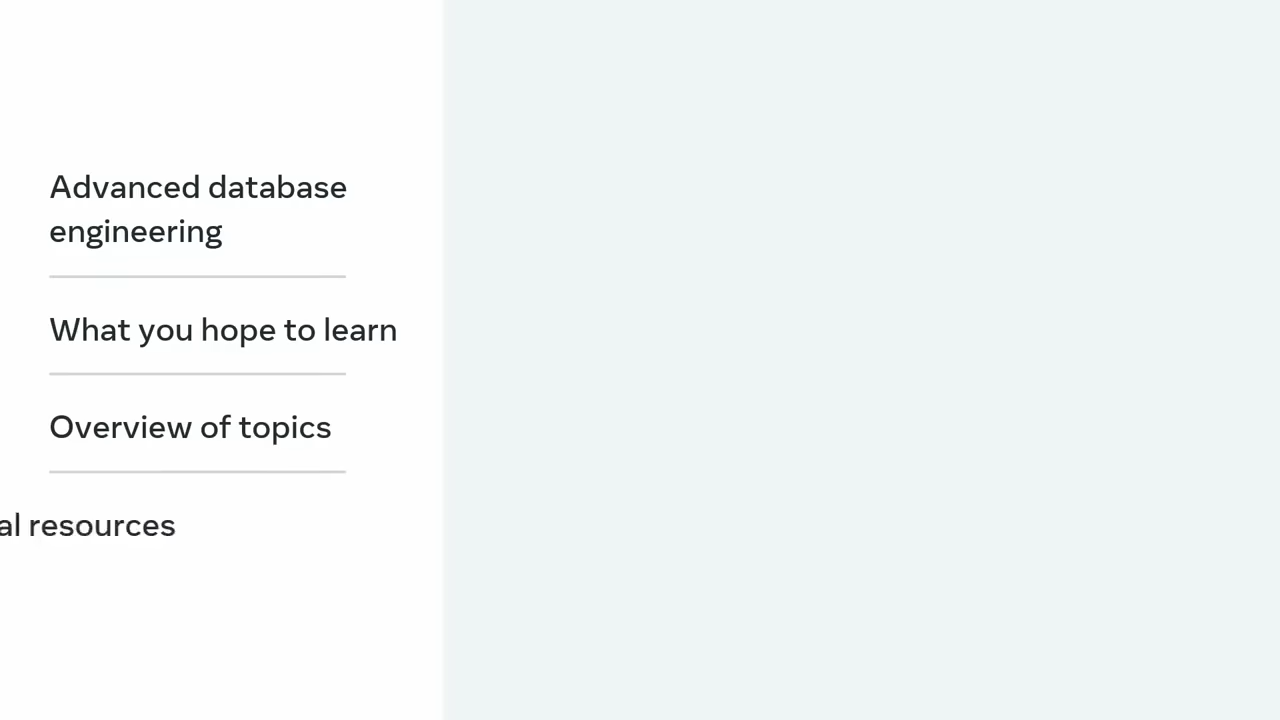 Advanced database
engineering
What you hope to learn
Overview of topics
al resources